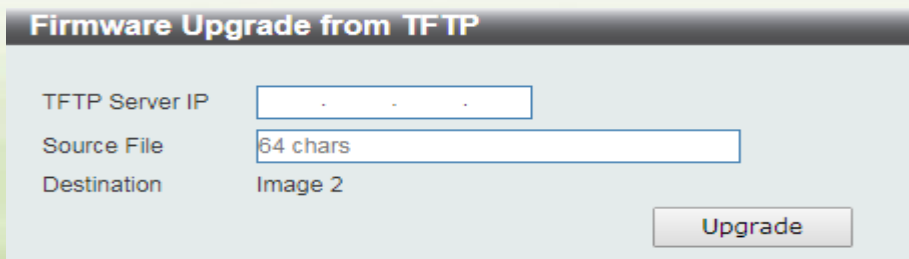 Firmware Upgrade from TFTP
TFTP Server IP . . .
Source File 64 chars
Destination Image 2
Upgrade